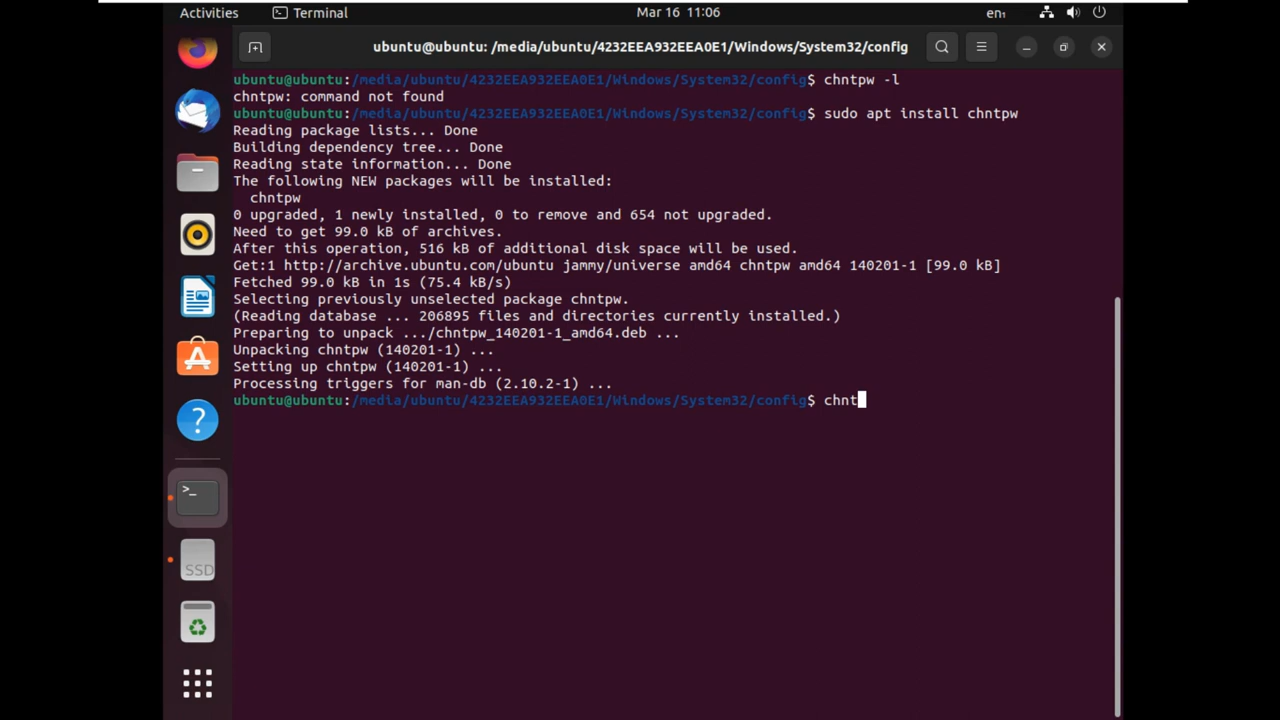 Activities Terminal Mar 16 11:06 en₁
ubuntu@ubuntu: /media/ubuntu/4232EEA932EEA0E1/Windows/System32/config
ubuntu@ubuntu:/media/ubuntu/4232EEA932EEA0E1/Windows/System32/config$ chntpw -l
chntpw: command not found
ubuntu@ubuntu:/media/ubuntu/4232EEA932EEA0E1/Windows/System32/config$ sudo apt install chntpw
Reading package lists... Done
Building dependency tree... Done
Reading state information... Done
The following NEW packages will be installed:
  chntpw
0 upgraded, 1 newly installed, 0 to remove and 654 not upgraded.
Need to get 99.0 kB of archives.
After this operation, 516 kB of additional disk space will be used.
Get:1 http://archive.ubuntu.com/ubuntu jammy/universe amd64 chntpw amd64 140201-1 [99.0 kB]
Fetched 99.0 kB in 1s (75.4 kB/s)
Selecting previously unselected package chntpw.
(Reading database ... 206895 files and directories currently installed.)
Preparing to unpack .../chntpw_140201-1_amd64.deb ...
Unpacking chntpw (140201-1) ...
Setting up chntpw (140201-1) ...
Processing triggers for man-db (2.10.2-1) ...
ubuntu@ubuntu:/media/ubuntu/4232EEA932EEA0E1/Windows/System32/config$ chnt
>_
SSD